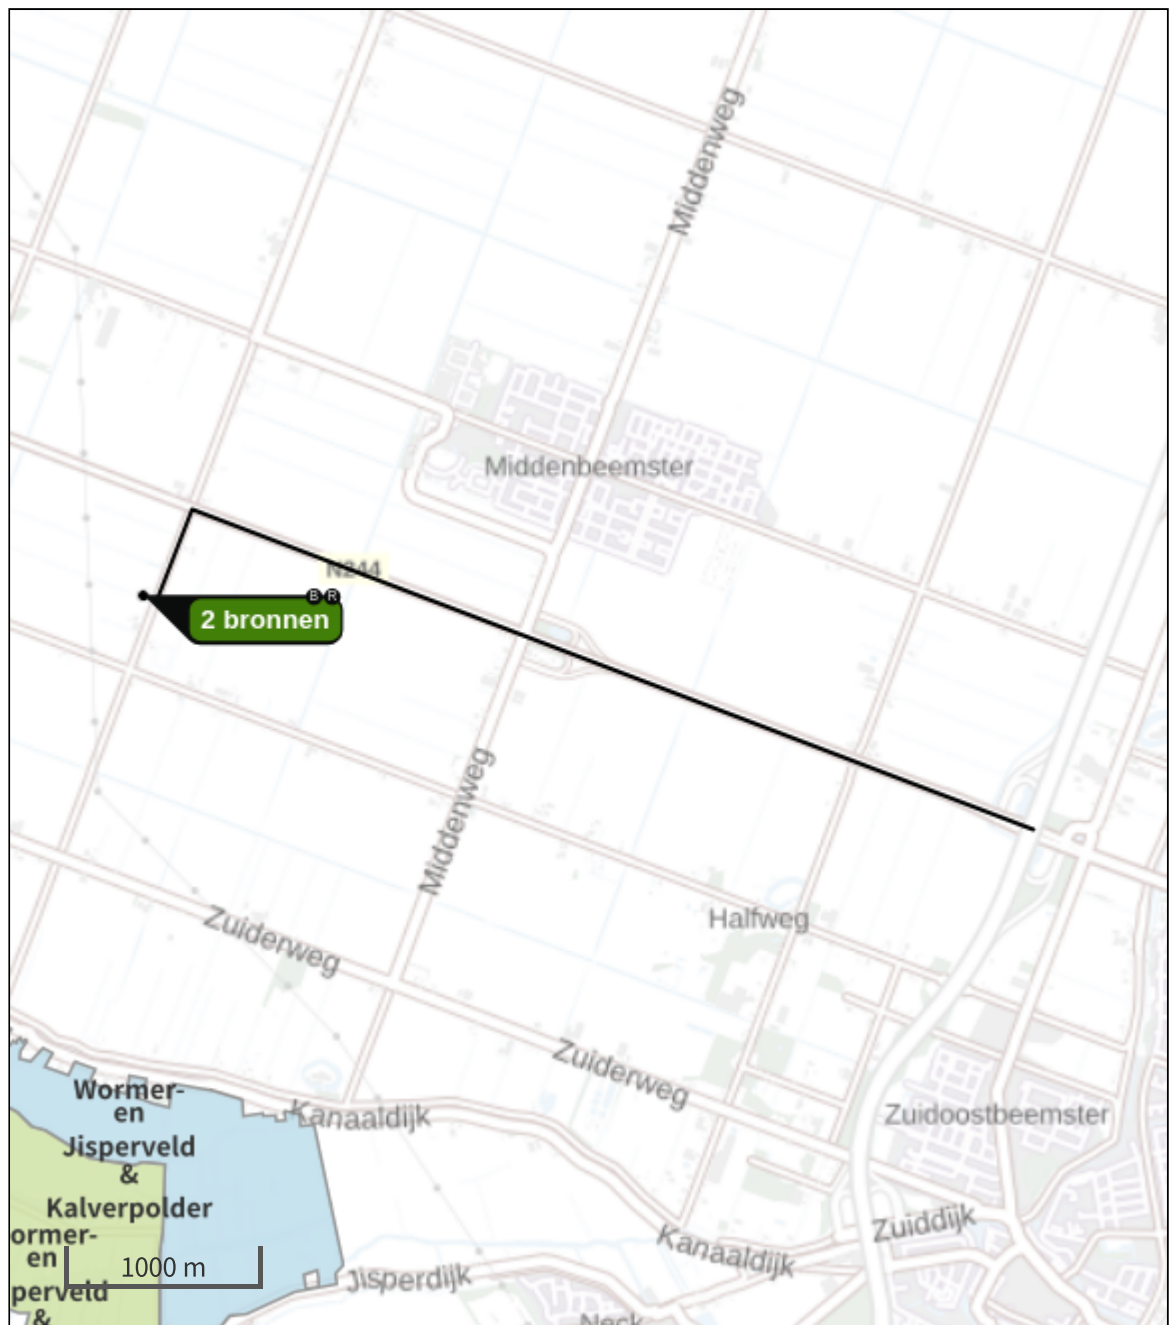 Middenweg
Middenbeemster
N244
B R
2 bronnen
Middenweg
Halfweg
Zuiderweg
Zuiderweg
Wormer-
en
Jisperveld
&
Kalverpolder
Kanaaldijk
Zuidoostbeemster
ormer-
en
perveld
&
1000 m
Zuiddijk
Kanaaldijk
Jisperdijk
Neck